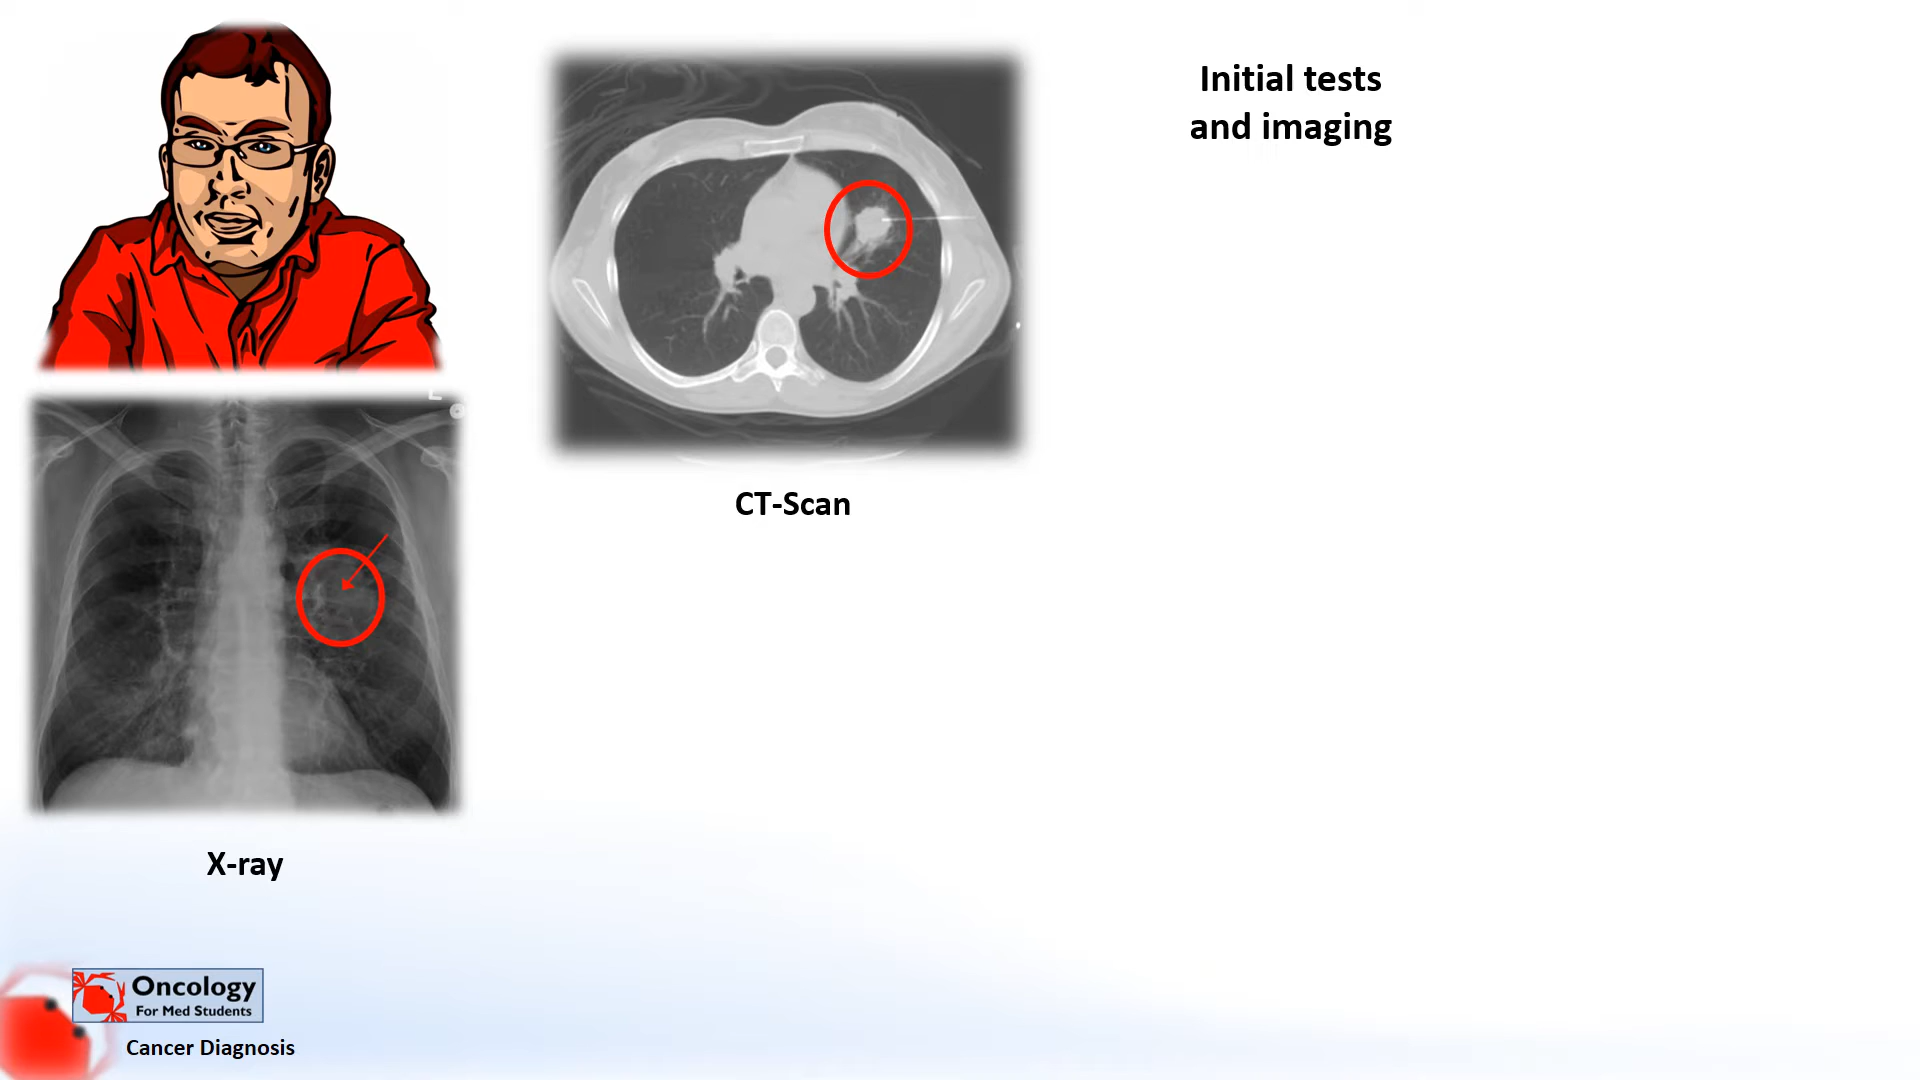 Initial tests
and imaging
CT-Scan
L
X-ray
Oncology
For Med Students
Cancer Diagnosis